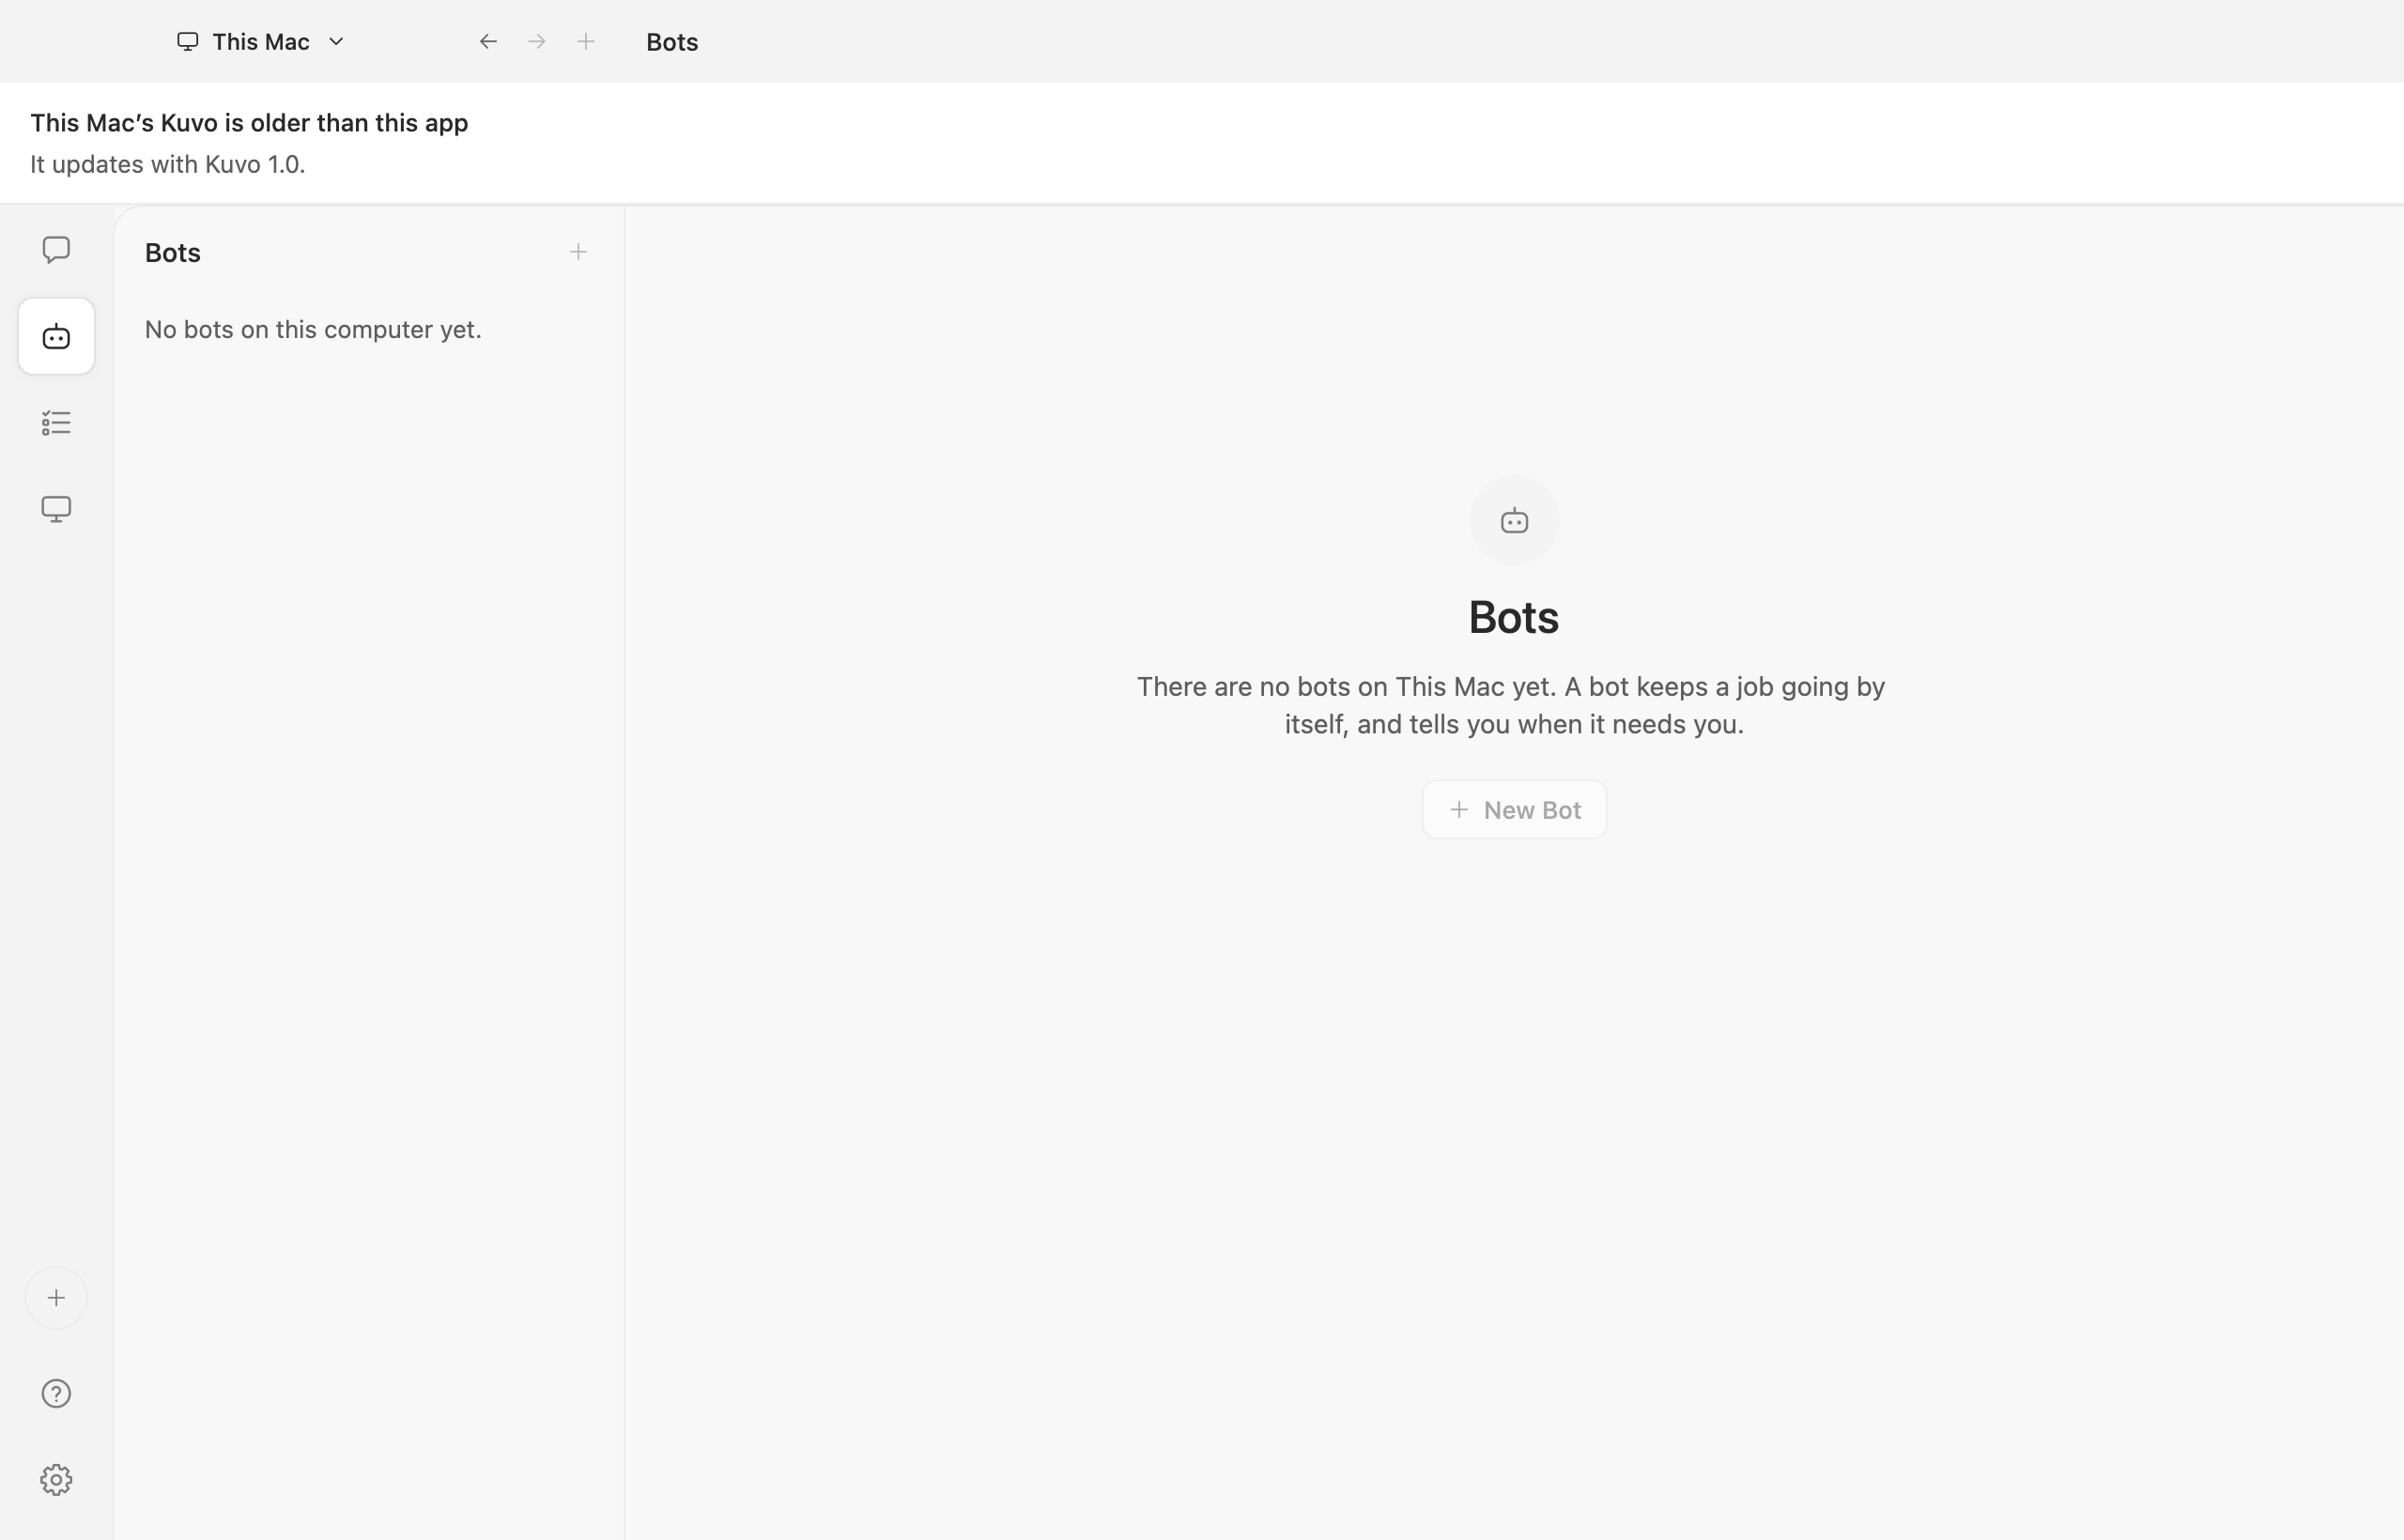 This Mac
Bots
This Mac’s Kuvo is older than this app
It updates with Kuvo 1.0.
Bots
No bots on this computer yet.
Bots
There are no bots on This Mac yet. A bot keeps a job going by
itself, and tells you when it needs you.
New Bot